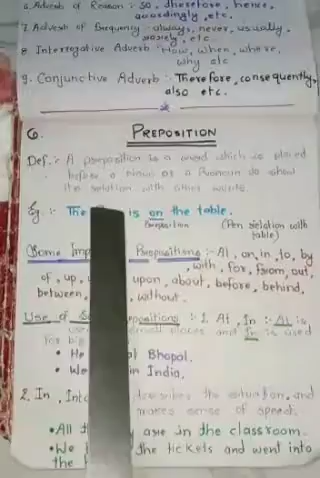 6. Adverb of Reason :- So, therefore, hence, accordingly, etc.
7. Adverb of frequency :- always, never, usually, rarely, etc.
8. Interrogative Adverb :- How, when, where, why etc
9. Conjunctive Adverb :- Therefore, consequently, also etc.
6. PREPOSITION
Def. :- A preposition is a word which is placed
before a noun or a Pronoun to show
its relation with other words.
Eg. :- The is on the table.
Preposition (Pen relation with table)
Some Imp Prepositions :- At, on, in, to, by
, with, for, from, out,
of, up, upon, about, before, behind,
between, without.
Use of positions :- 1. At, In :- At is
small places and In is used
for big
• He at Bhopal.
• We in India.
2. In, Into describes the situation, and
makes sense of speed.
• All are in the classroom.
• We the tickets and went into
the